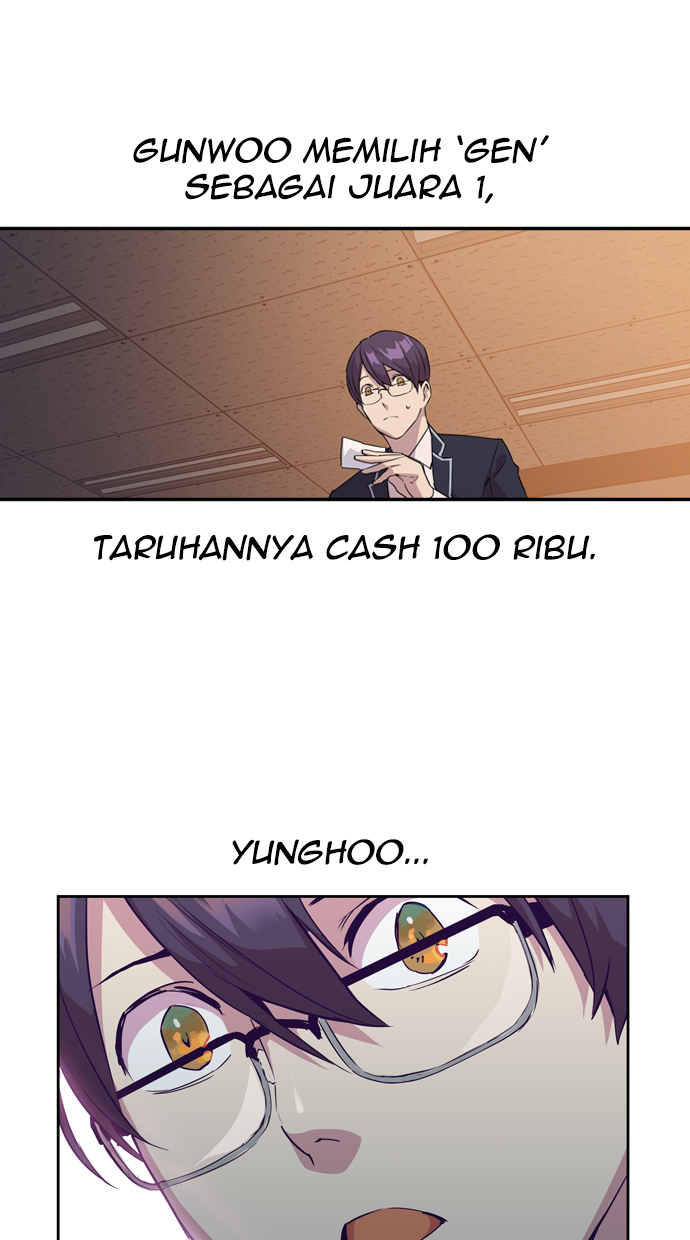 GUNWOO MEMILIH 'GEN'
SEBAGAI JUARA 1,
TARUHANNYA CASH 100 RIBU.
YUNGHOO...